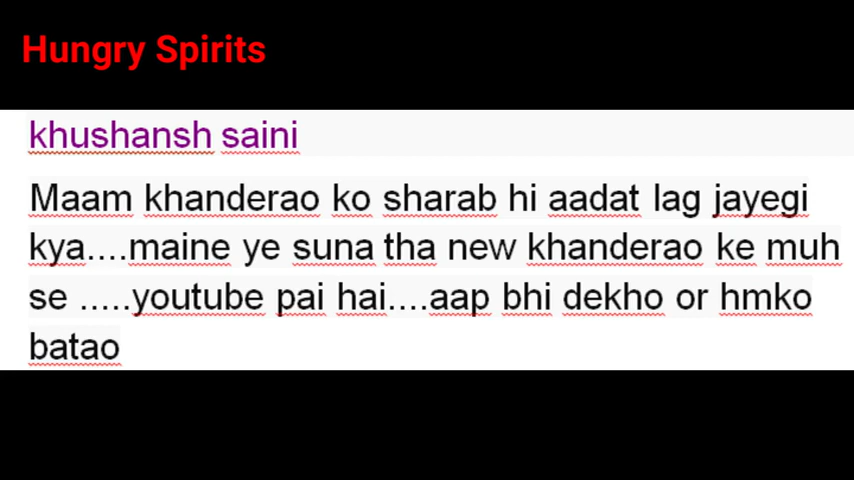 Hungry Spirits
khushansh saini
Maam khanderao ko sharab hi aadat lag jayegi
kya....maine ye suna tha new khanderao ke muh
se .....youtube pai hai....aap bhi dekho or hmko
batao